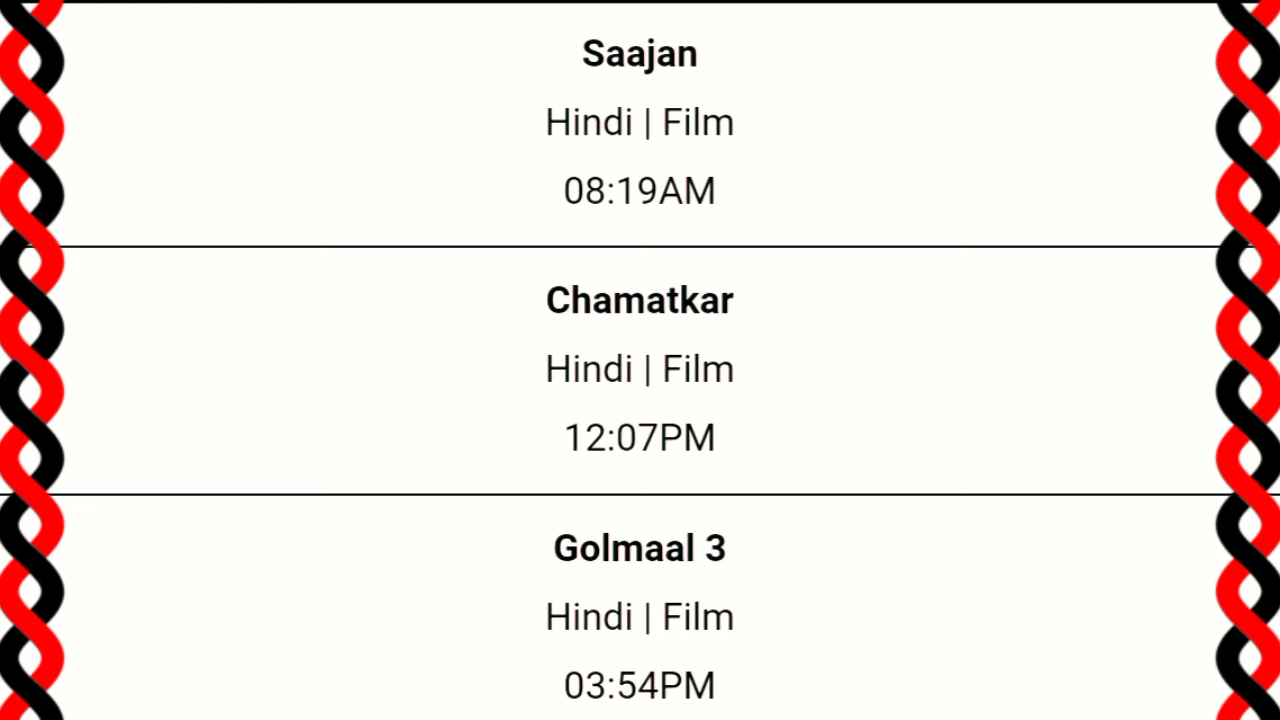 Saajan
Hindi | Film
08:19AM
Chamatkar
Hindi | Film
12:07PM
Golmaal 3
Hindi | Film
03:54PM